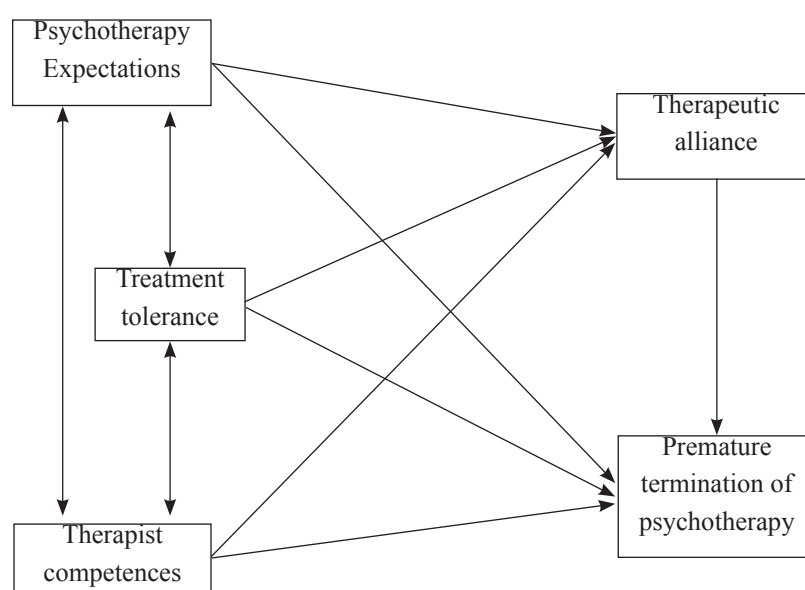 Psychotherapy
Expectations
Therapeutic
alliance
Treatment
tolerance
Premature
termination of
psychotherapy
Therapist
competences